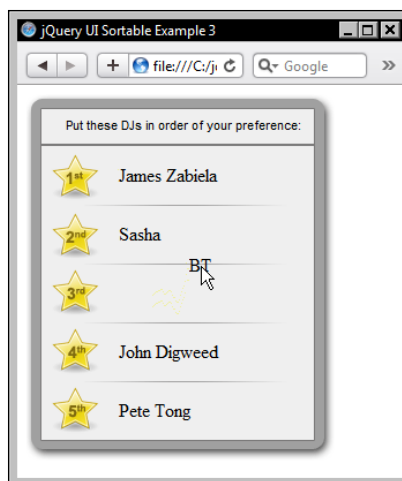 jQuery UI Sortable Example 3
file:///C:/j
Google
Put these DJs in order of your preference:
1st James Zabiela
2nd Sasha
BT
3rd
4th John Digweed
5th Pete Tong